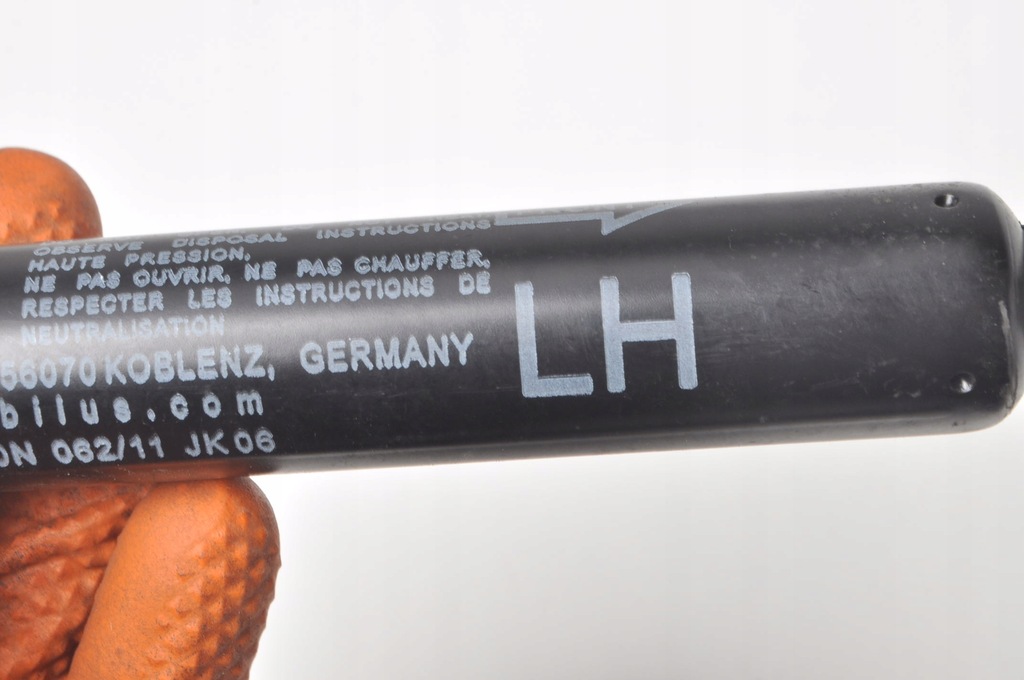 OBSERVE DISPOSAL INSTRUCTIONS
HAUTE PRESSION,
NE PAS OUVRIR, NE PAS CHAUFFER,
RESPECTER LES INSTRUCTIONS DE
NEUTRALISATION
56070 KOBLENZ, GERMANY
bilus.com
ON 062/11 JK06
LH